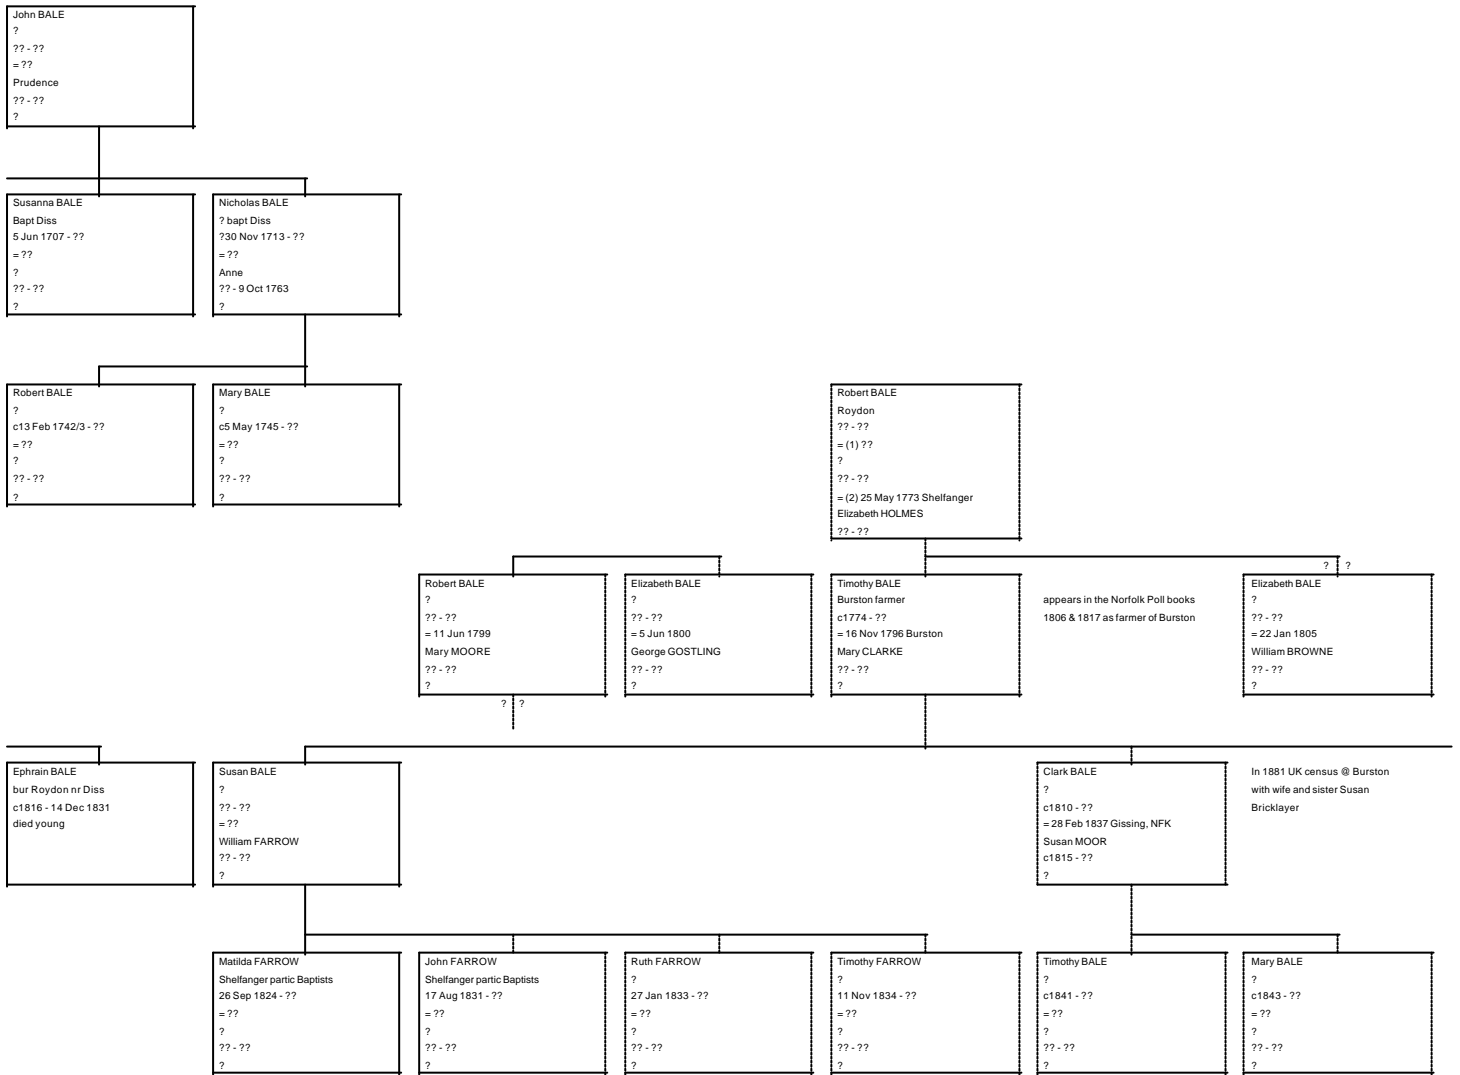 John BALE
?
?? - ??
= ??
Prudence
?? - ??
?
Susanna BALE
Bapt Diss
5 Jun 1707 - ??
= ??
?
?? - ??
?
Nicholas BALE
? bapt Diss
?30 Nov 1713 - ??
= ??
Anne
?? - 9 Oct 1763
?
Robert BALE
?
c13 Feb 1742/3 - ??
= ??
?
?? - ??
?
Mary BALE
?
c5 May 1745 - ??
= ??
?
?? - ??
?
Robert BALE
Roydon
?? - ??
= (1) ??
?
?? - ??
= (2) 25 May 1773 Shelfanger
Elizabeth HOLMES
?? - ??
Robert BALE
?
?? - ??
= 11 Jun 1799
Mary MOORE
?? - ??
?
? ?
Elizabeth BALE
?
?? - ??
= 5 Jun 1800
George GOSTLING
?? - ??
?
Timothy BALE
Burston farmer
c1774 - ??
= 16 Nov 1796 Burston
Mary CLARKE
?? - ??
?
appears in the Norfolk Poll books
1806 & 1817 as farmer of Burston
? ?
Elizabeth BALE
?
?? - ??
= 22 Jan 1805
William BROWNE
?? - ??
?
Ephrain BALE
bur Roydon nr Diss
c1816 - 14 Dec 1831
died young
Susan BALE
?
?? - ??
= ??
William FARROW
?? - ??
?
Clark BALE
?
c1810 - ??
= 28 Feb 1837 Gissing, NFK
Susan MOOR
c1815 - ??
?
In 1881 UK census @ Burston
with wife and sister Susan
Bricklayer
Matilda FARROW
Shelfanger partic Baptists
26 Sep 1824 - ??
= ??
?
?? - ??
?
John FARROW
Shelfanger partic Baptists
17 Aug 1831 - ??
= ??
?
?? - ??
?
Ruth FARROW
?
27 Jan 1833 - ??
= ??
?
?? - ??
?
Timothy FARROW
?
11 Nov 1834 - ??
= ??
?
?? - ??
?
Timothy BALE
?
c1841 - ??
= ??
?
?? - ??
?
Mary BALE
?
c1843 - ??
= ??
?
?? - ??
?